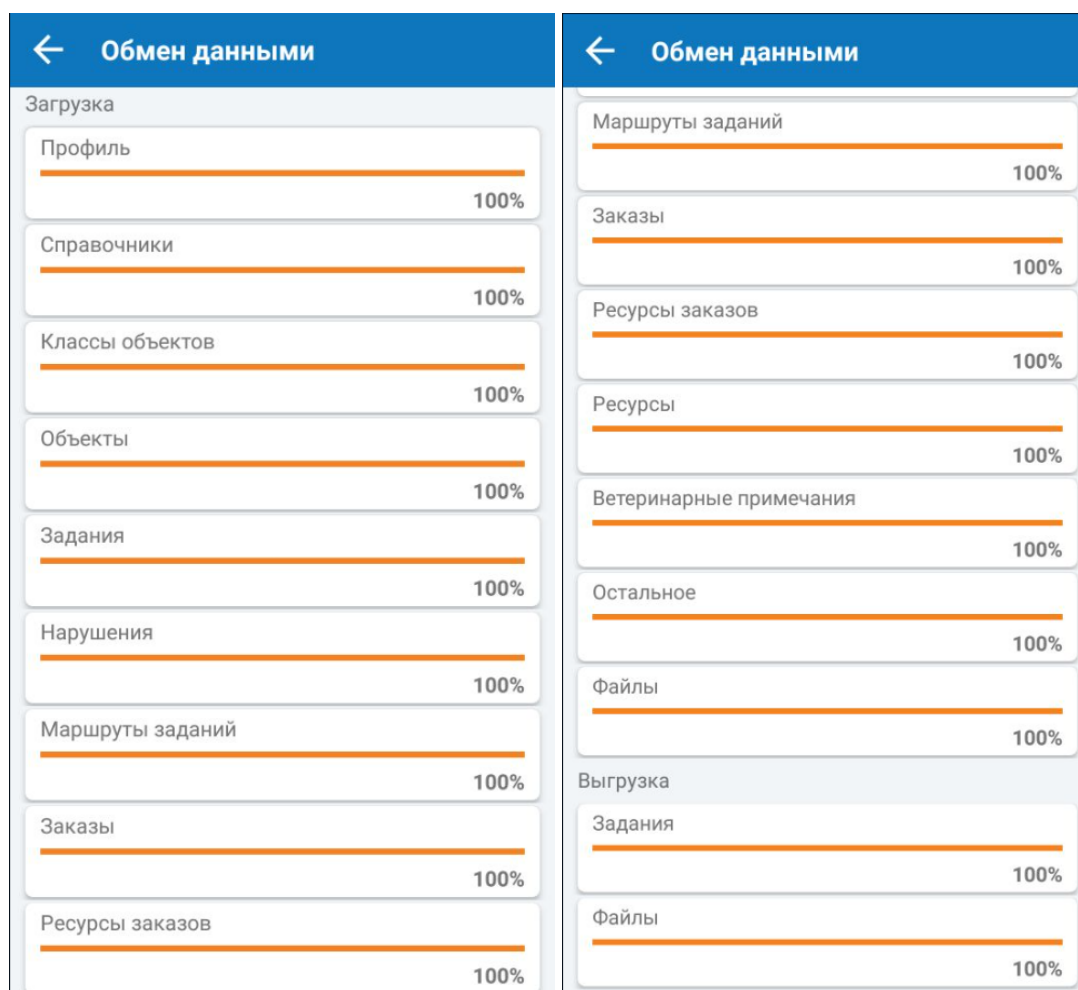 Обмен данными
Загрузка
Профиль
100%
Справочники
100%
Классы объектов
100%
Объекты
100%
Задания
100%
Нарушения
100%
Маршруты заданий
100%
Заказы
100%
Ресурсы заказов
100%
Обмен данными
Маршруты заданий
100%
Заказы
100%
Ресурсы заказов
100%
Ресурсы
100%
Ветеринарные примечания
100%
Остальное
100%
Файлы
100%
Выгрузка
Задания
100%
Файлы
100%